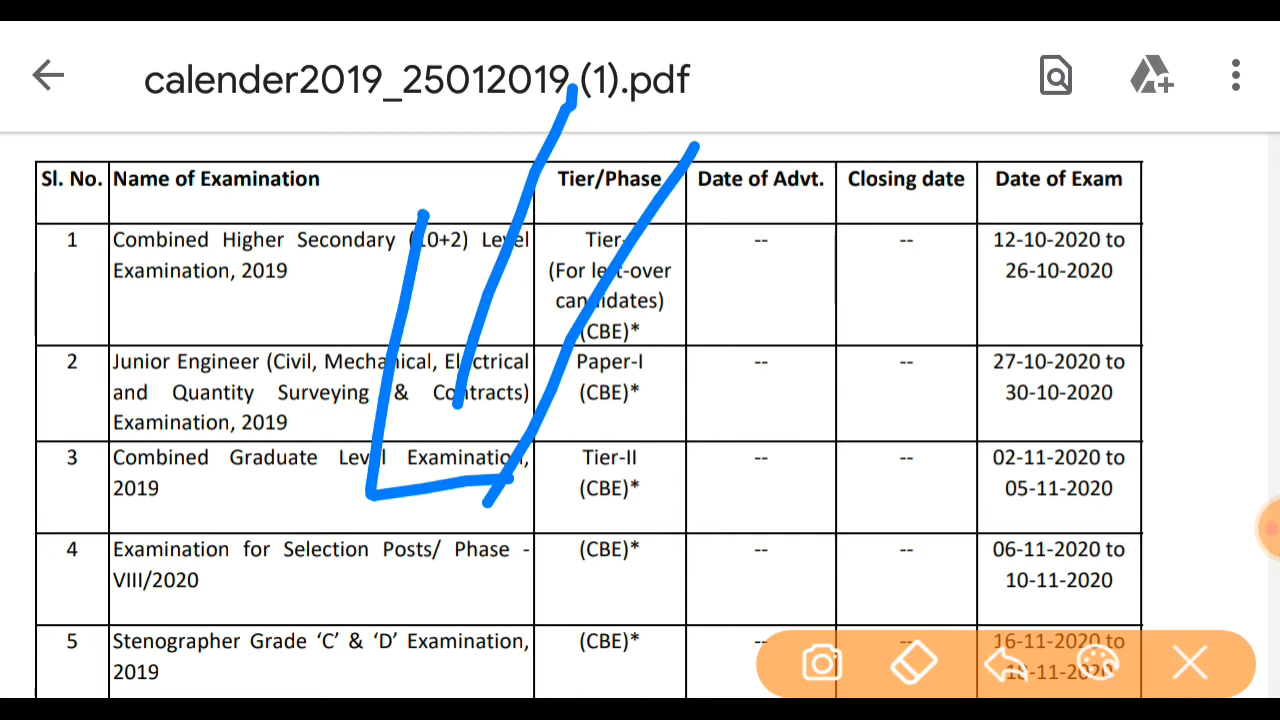 calender2019_25012019 (1).pdf
Sl. No. Name of Examination Tier/Phase Date of Advt. Closing date Date of Exam
1 Combined Higher Secondary (10+2) Level Tier- -- -- 12-10-2020 to
Examination, 2019 (For left-over 26-10-2020
candidates)
(CBE)*
2 Junior Engineer (Civil, Mechanical, Electrical Paper-I -- -- 27-10-2020 to
and Quantity Surveying & Contracts) (CBE)* 30-10-2020
Examination, 2019
3 Combined Graduate Level Examination, Tier-II -- -- 02-11-2020 to
2019 (CBE)* 05-11-2020
4 Examination for Selection Posts/ Phase - (CBE)* -- -- 06-11-2020 to
VIII/2020 10-11-2020
5 Stenographer Grade ‘C’ & ‘D’ Examination, (CBE)* -- -- 16-11-2020 to
2019 18-11-2020